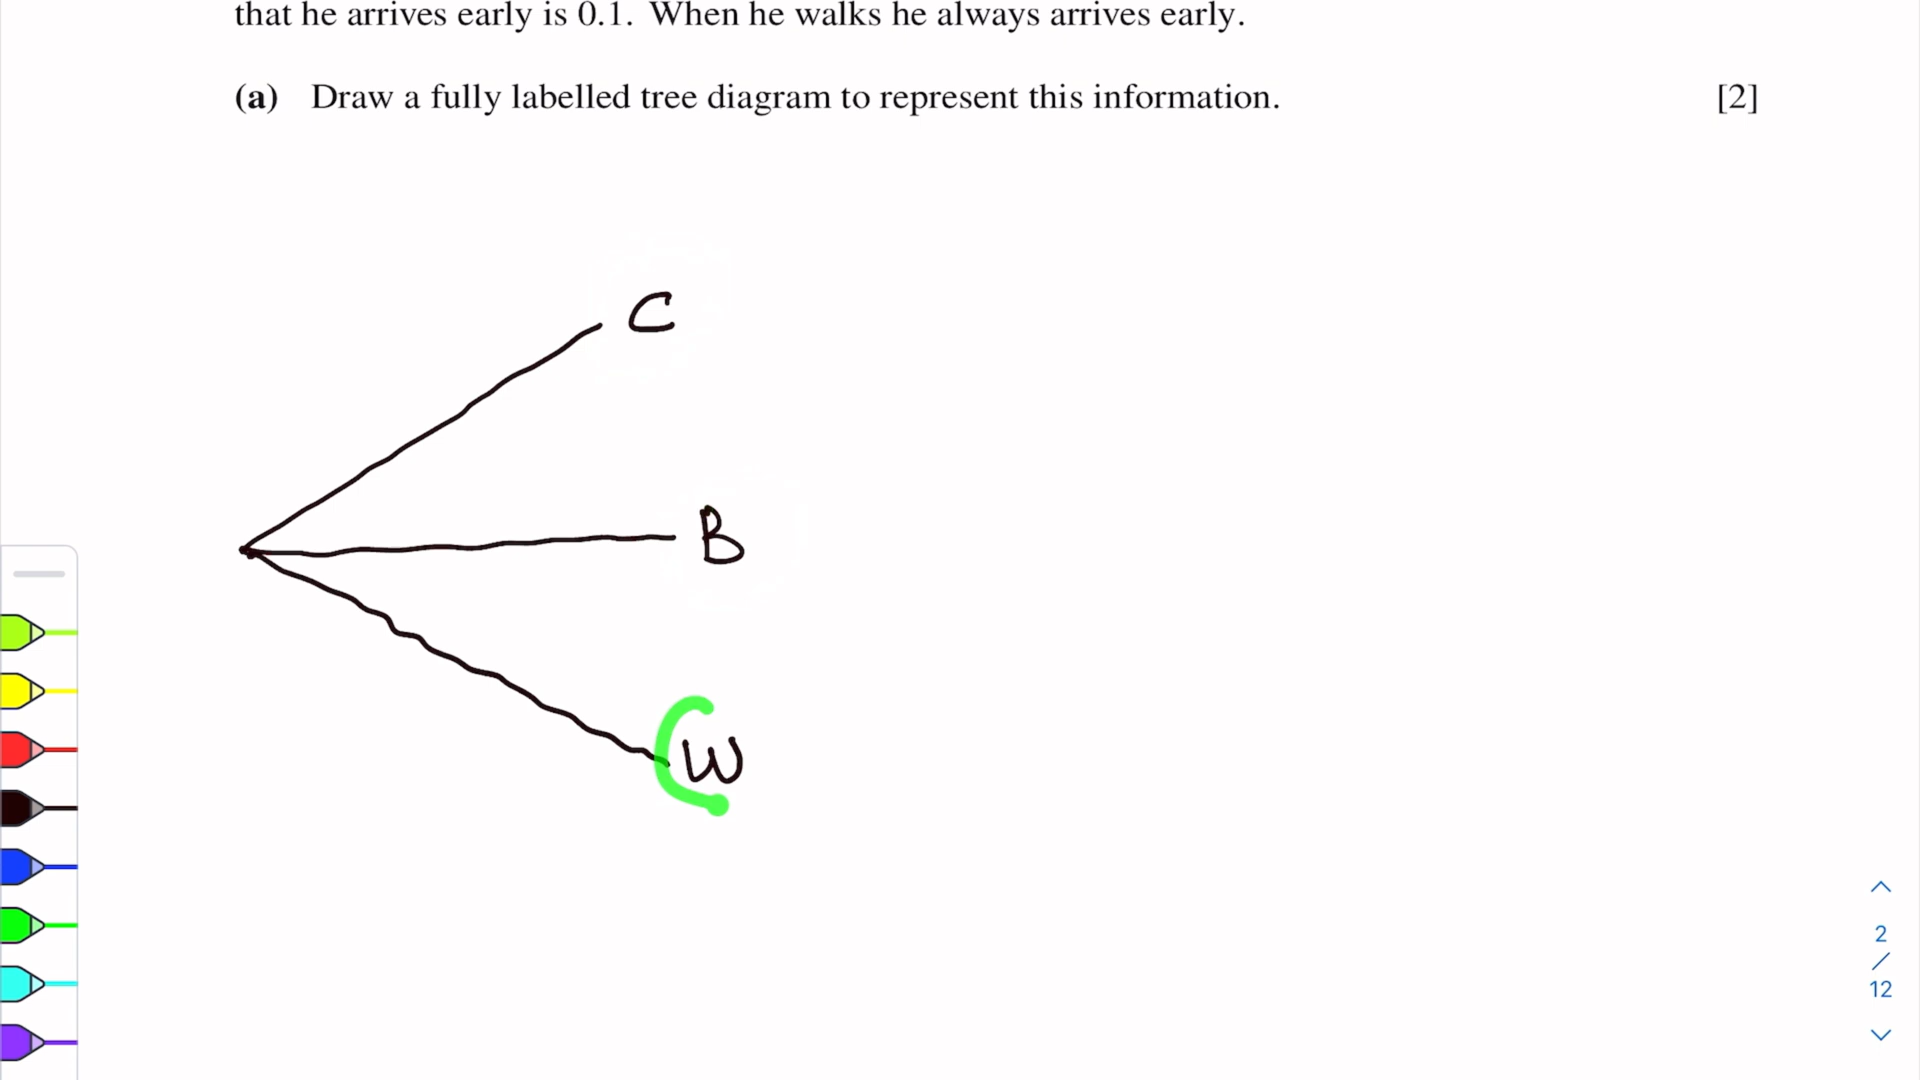 that he arrives early is 0.1. When he walks he always arrives early.
(a) Draw a fully labelled tree diagram to represent this information. [2]
C
B
W
2
/
12